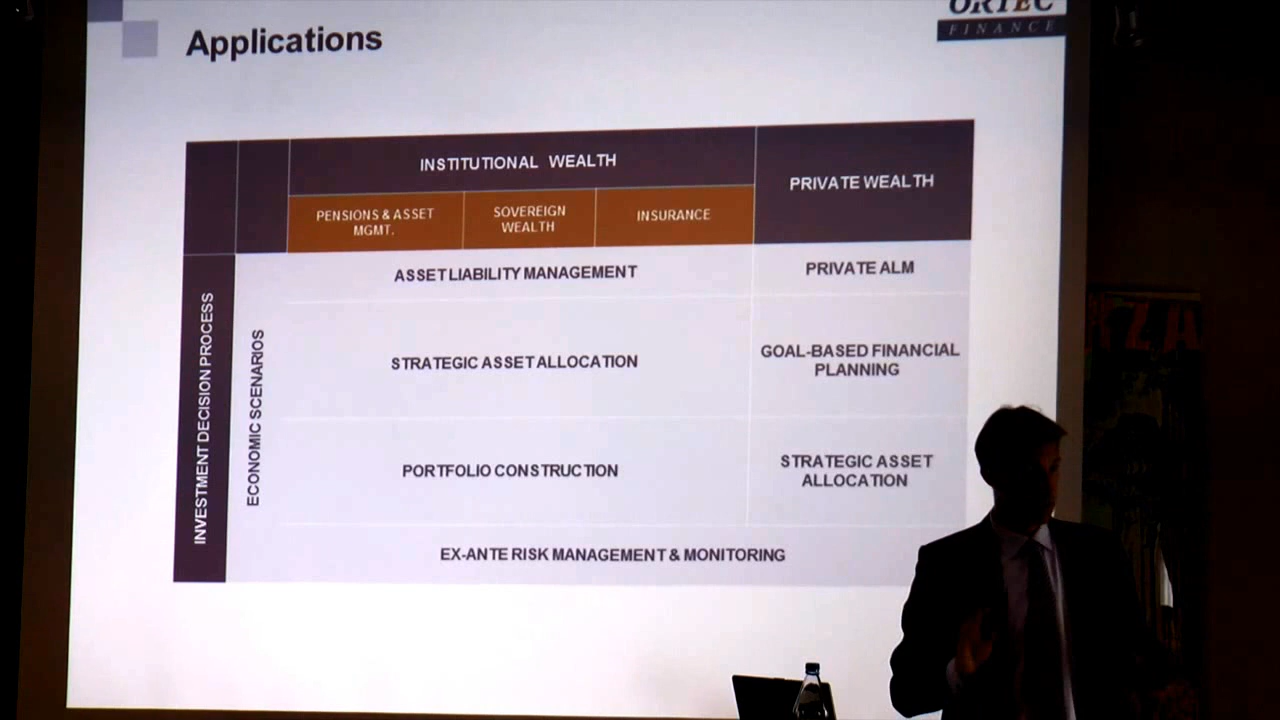 Applications
ORTEC
FINANCE
INSTITUTIONAL WEALTH
PRIVATE WEALTH
PENSIONS & ASSET
MGMT.
SOVEREIGN
WEALTH
INSURANCE
INVESTMENT DECISION PROCESS
ECONOMIC SCENARIOS
ASSET LIABILITY MANAGEMENT
PRIVATE ALM
STRATEGIC ASSET ALLOCATION
GOAL-BASED FINANCIAL
PLANNING
PORTFOLIO CONSTRUCTION
STRATEGIC ASSET
ALLOCATION
EX-ANTE RISK MANAGEMENT & MONITORING